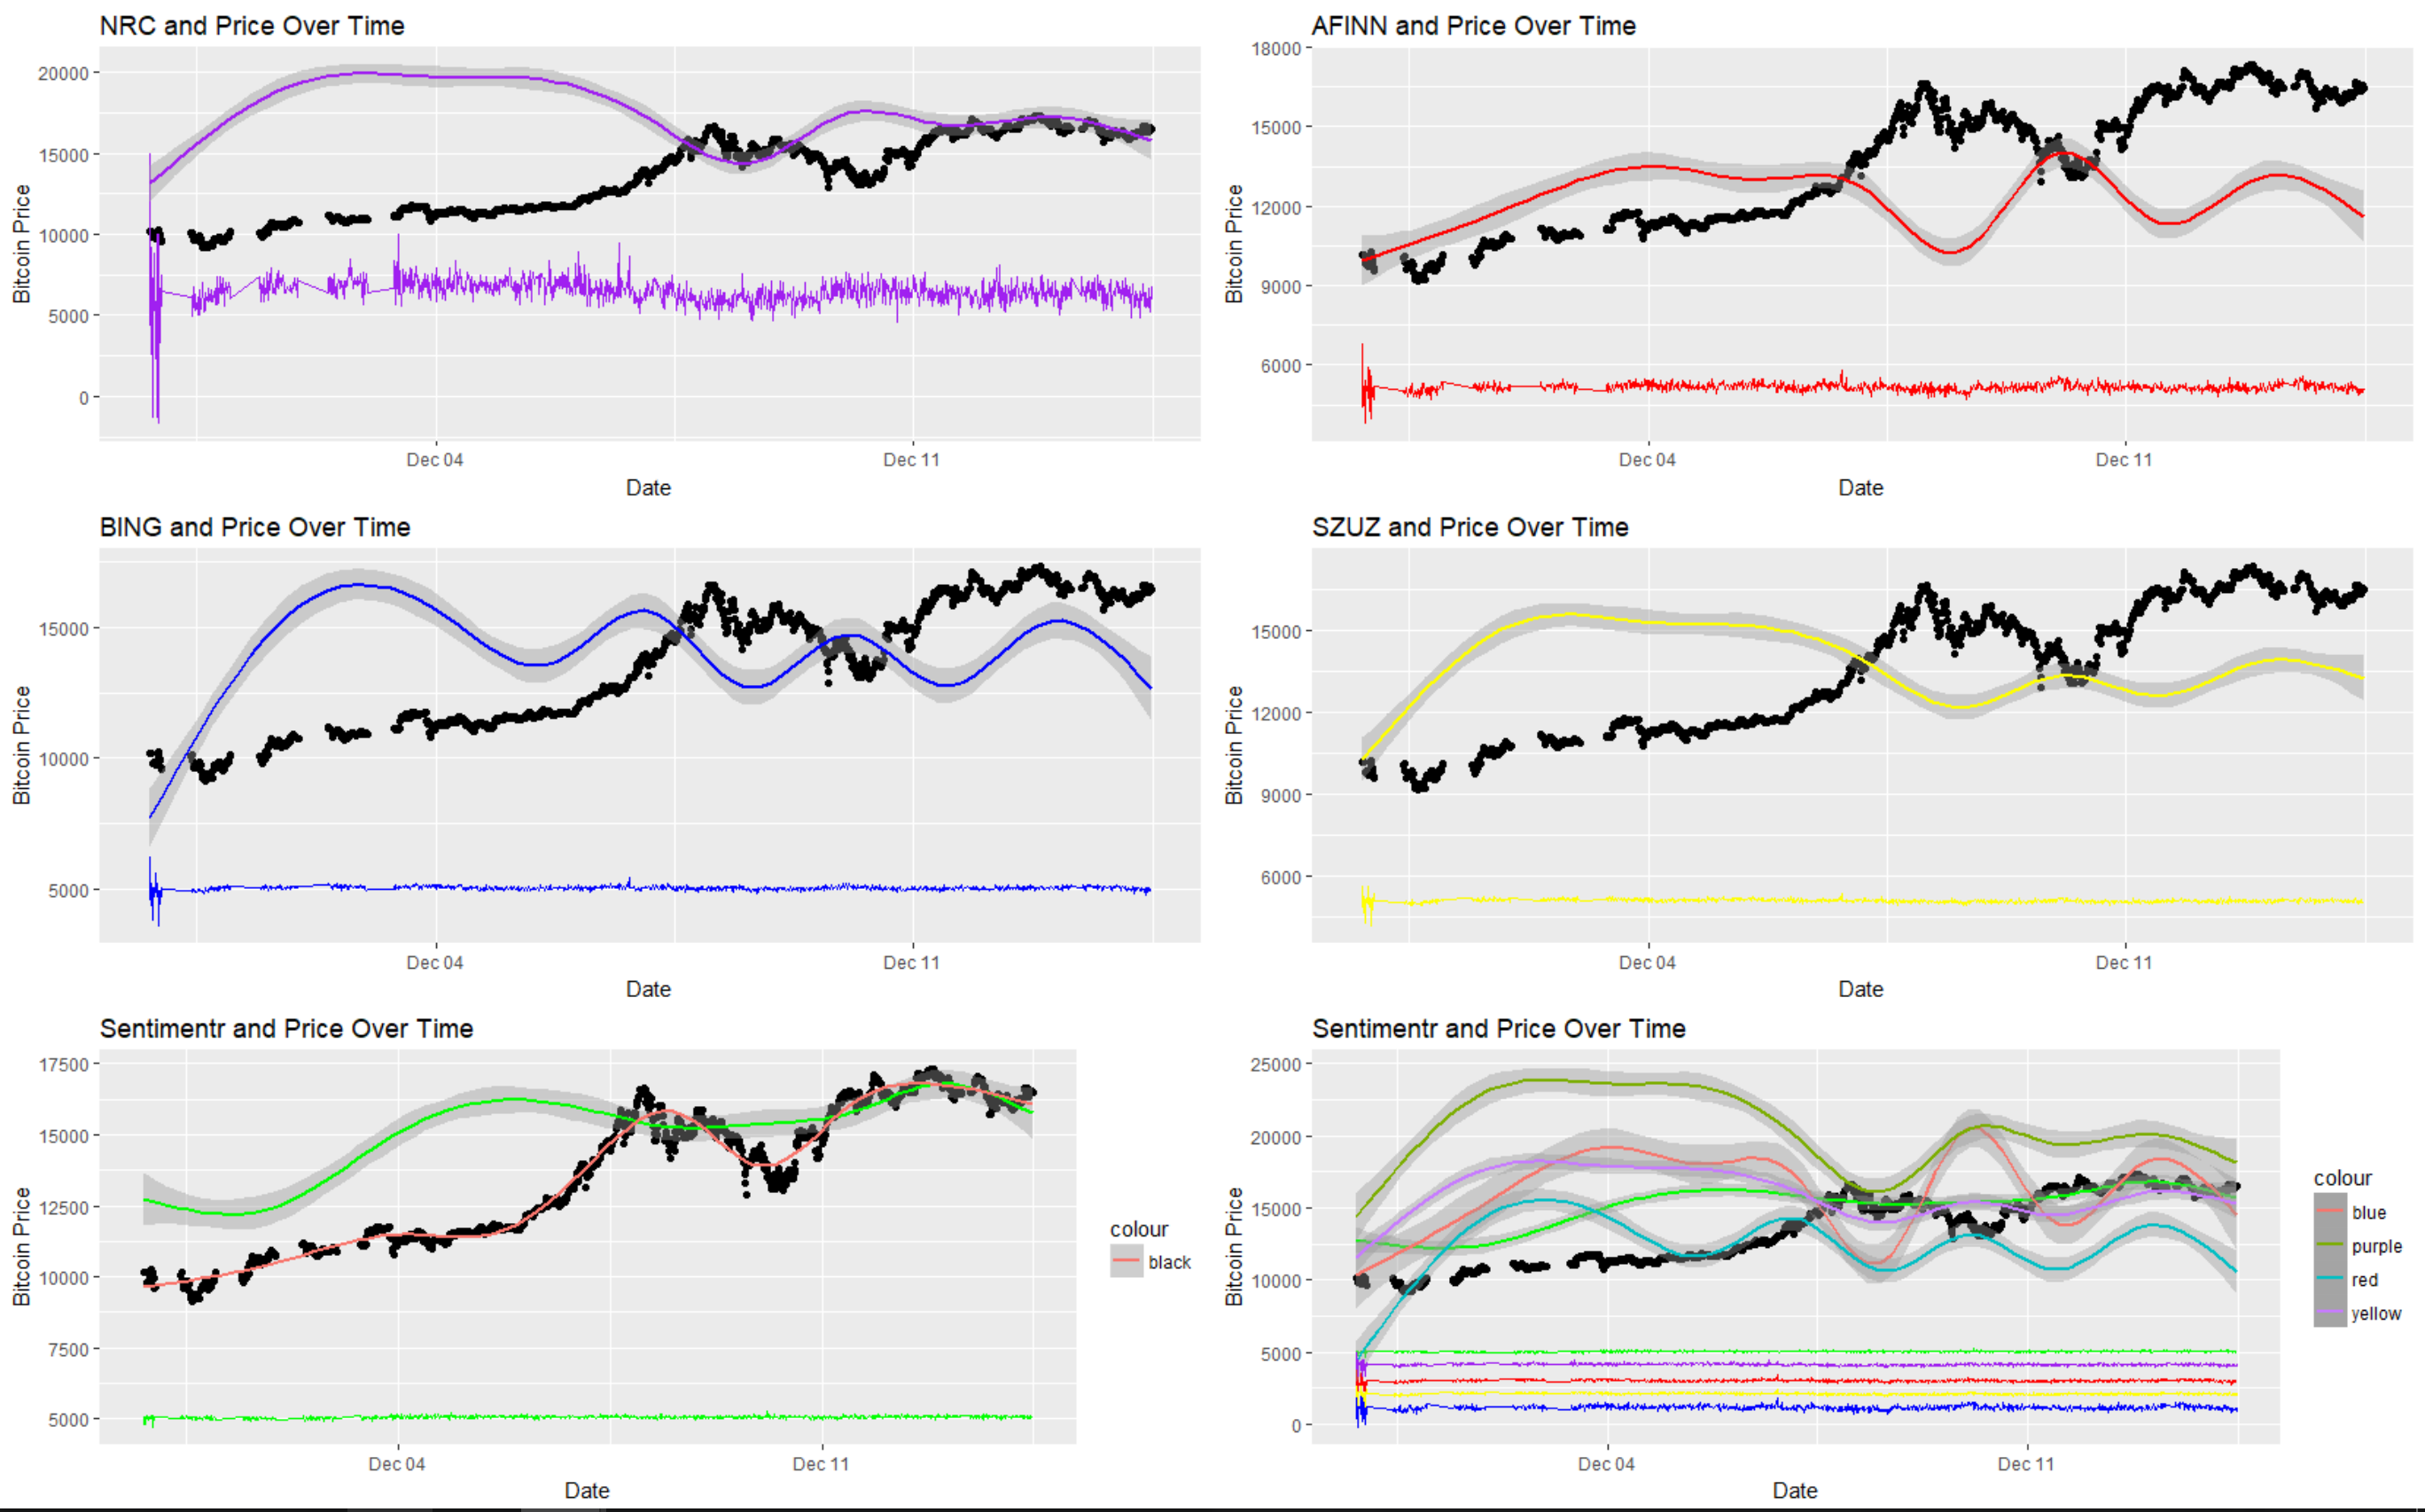 NRC and Price Over Time
20000
15000
10000
5000
0
Bitcoin Price
Dec 04
Dec 11
Date
AFINN and Price Over Time
18000
15000
12000
9000
6000
Bitcoin Price
Dec 04
Dec 11
Date
BING and Price Over Time
15000
10000
5000
Bitcoin Price
Dec 04
Dec 11
Date
SZUZ and Price Over Time
15000
12000
9000
6000
Bitcoin Price
Dec 04
Dec 11
Date
Sentimentr and Price Over Time
17500
15000
12500
10000
7500
5000
Bitcoin Price
Dec 04
Dec 11
Date
colour
black
Sentimentr and Price Over Time
25000
20000
15000
10000
5000
0
Bitcoin Price
Dec 04
Dec 11
Date
colour
blue
purple
red
yellow